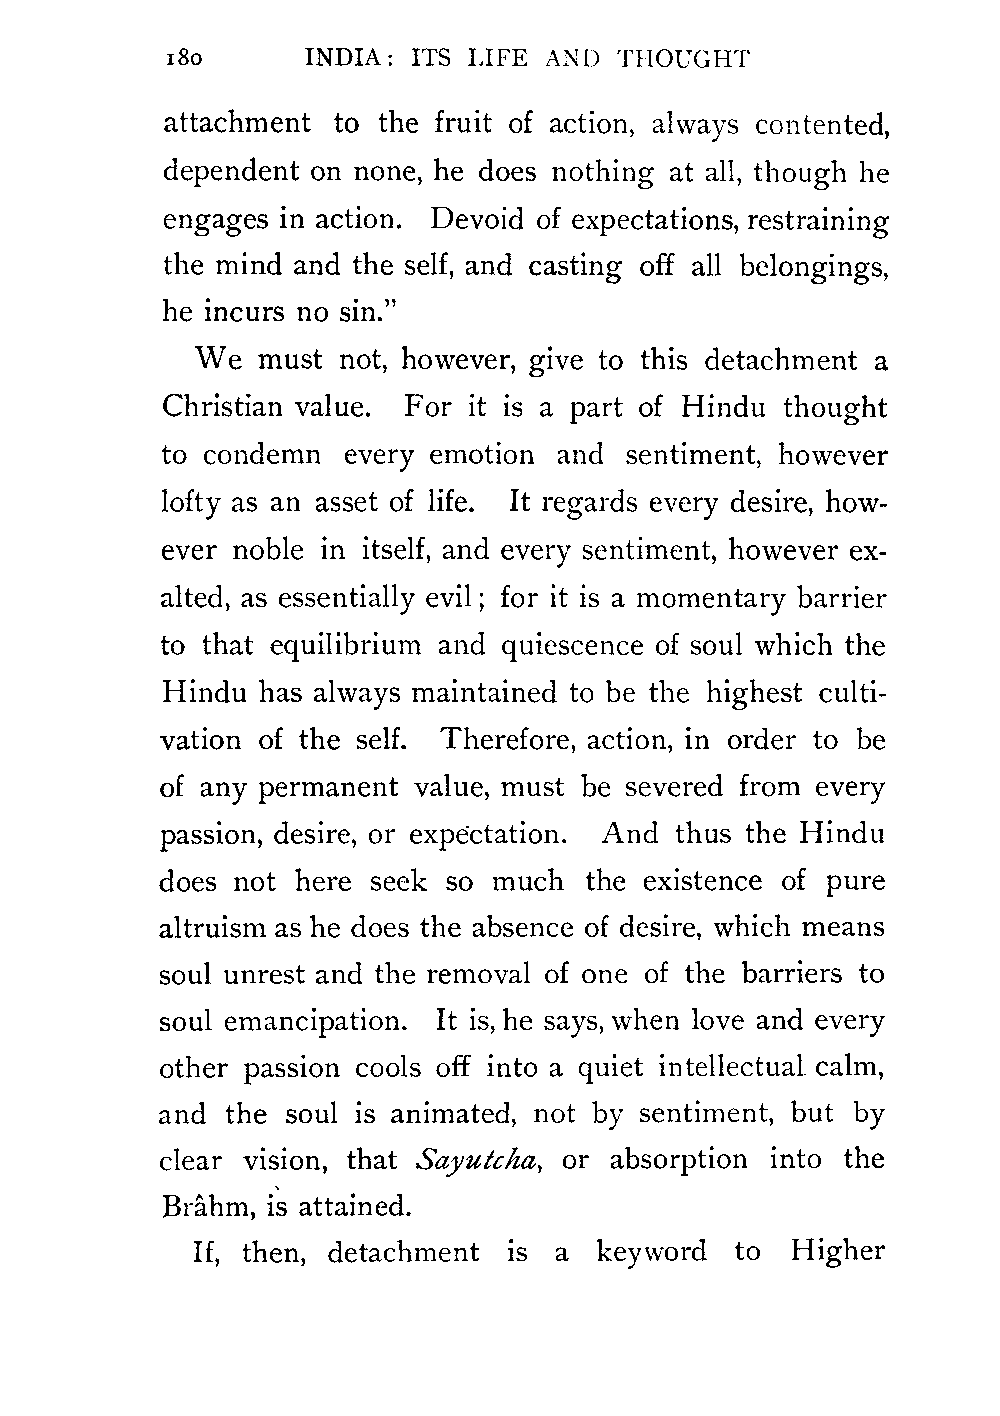 180 INDIA: ITS LIFE AND THOUGHT
attachment to the fruit of action, always contented,
dependent on none, he does nothing at all, though he
engages in action. Devoid of expectations, restraining
the mind and the self, and casting off all belongings,
he incurs no sin.”
We must not, however, give to this detachment a
Christian value. For it is a part of Hindu thought
to condemn every emotion and sentiment, however
lofty as an asset of life. It regards every desire, how-
ever noble in itself, and every sentiment, however ex-
alted, as essentially evil; for it is a momentary barrier
to that equilibrium and quiescence of soul which the
Hindu has always maintained to be the highest culti-
vation of the self. Therefore, action, in order to be
of any permanent value, must be severed from every
passion, desire, or expectation. And thus the Hindu
does not here seek so much the existence of pure
altruism as he does the absence of desire, which means
soul unrest and the removal of one of the barriers to
soul emancipation. It is, he says, when love and every
other passion cools off into a quiet intellectual calm,
and the soul is animated, not by sentiment, but by
clear vision, that Sayutcha, or absorption into the
Brâhm, is attained.
If, then, detachment is a keyword to Higher